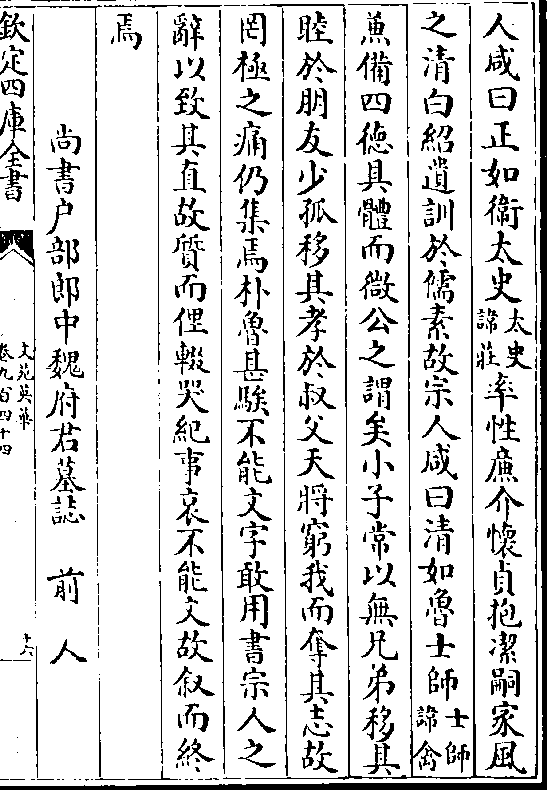 人咸曰正如衛太史太史諱莊率性廉介懷貞抱潔嗣家風
之清白紹遺訓於儒素故宗人咸曰清如魯士師士師諱禽
兼備四徳具體而微公之謂矣小子常以無兄弟移其
睦於朋友少孤移其孝於叔父天將窮我而奪其志故
罔極之痛仍集焉朴魯甚騃不能文字敢用書宗人之
辭以致其直故質而俚輟哭紀事哀不能文故叙而終
焉
尚書户部郎中魏府君墓誌 前人
欽定四庫全書
文苑英華
卷九百四十四
十六